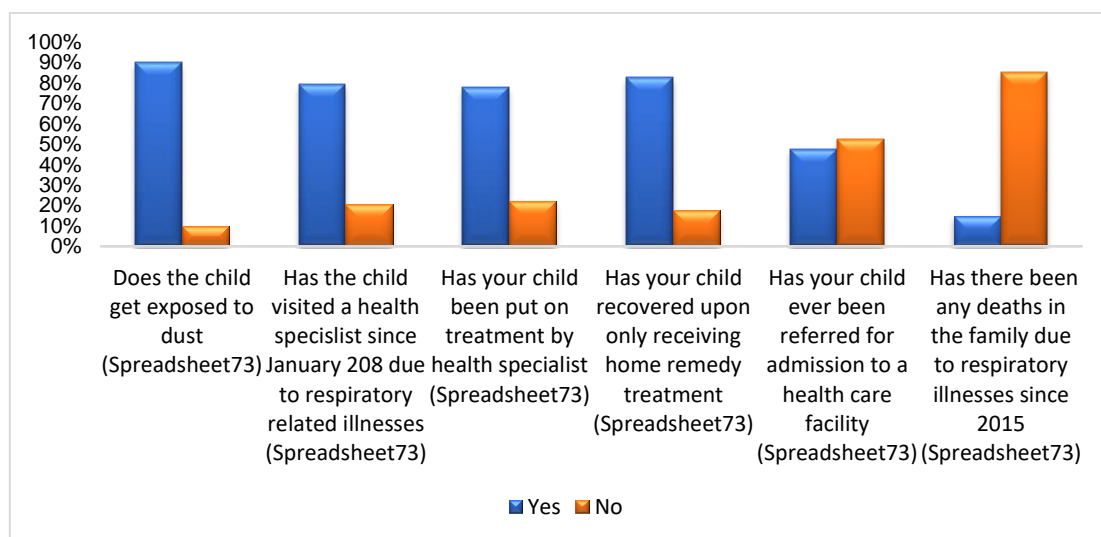 100%
90%
80%
70%
60%
50%
40%
30%
20%
10%
0%
Does the child
get exposed to
dust
(Spreadsheet73)
Has the child
visited a health
specislist since
January 208 due
to respiratory
related illnesses
(Spreadsheet73)
Has your child
been put on
treatment by
health specialist
(Spreadsheet73)
Has your child
recovered upon
only receiving
home remedy
treatment
(Spreadsheet73)
Has your child
ever been
referred for
admission to a
health care
facility
(Spreadsheet73)
Has there been
any deaths in
the family due
to respiratory
illnesses since
2015
(Spreadsheet73)
Yes No